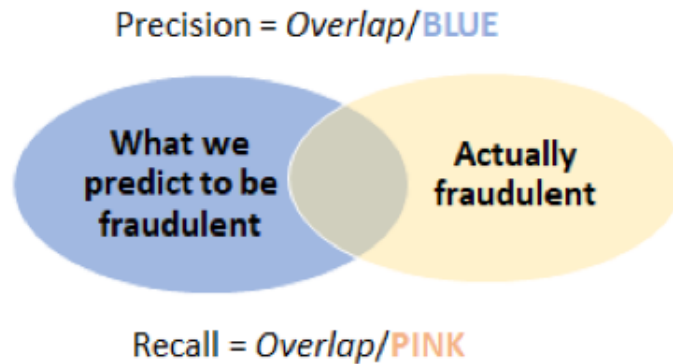 Precision = Overlap/BLUE
What we
predict to be
fraudulent
Actually
fraudulent
Recall = Overlap/PINK